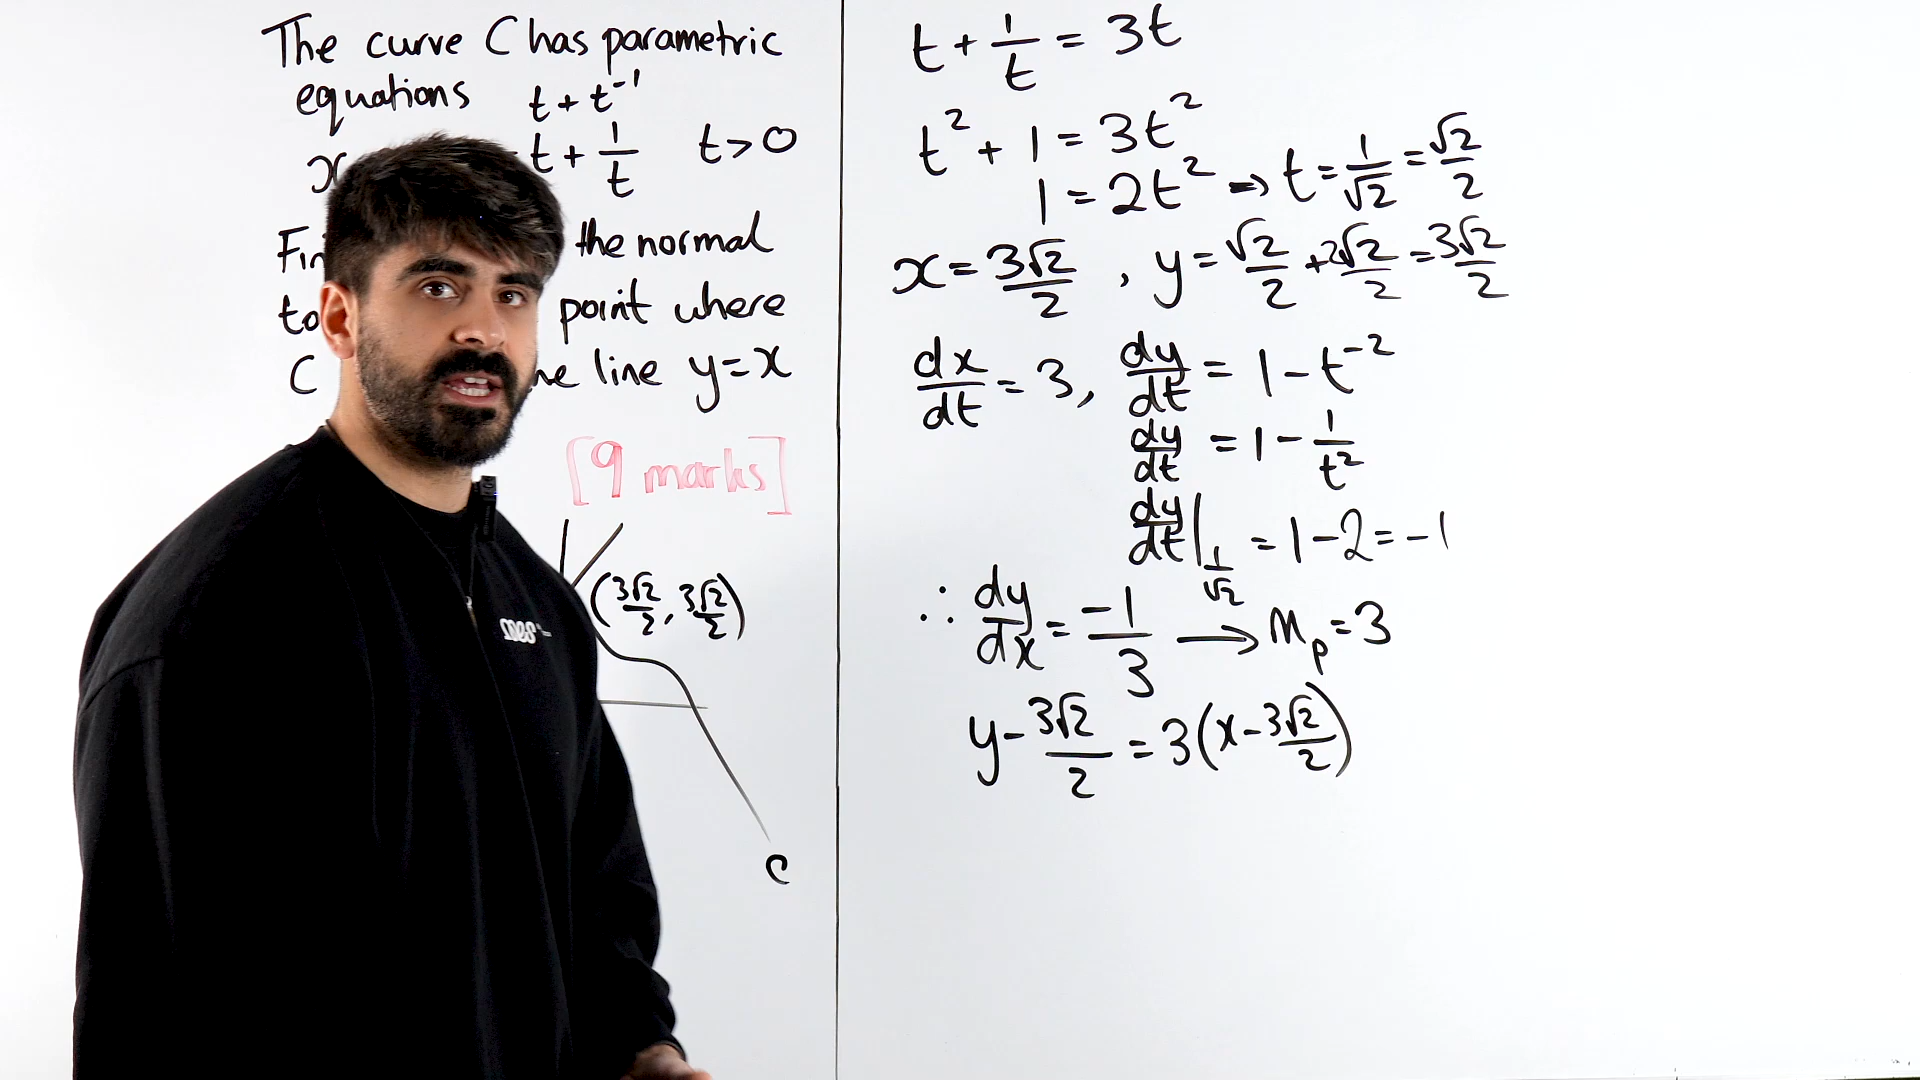 The curve C has parametric
equations t + t⁻¹
x t + 1/t t > 0
the normal
to point where
C line y = x
[9 marks]
(3√2/2, 3√2/2)
C
t + 1/t = 3t
t² + 1 = 3t²
1 = 2t² → t = 1/√2 = √2/2
x = 3√2/2 , y = √2/2 + 2√2/2 = 3√2/2
dx/dt = 3, dy/dt = 1 - t⁻²
dy/dt = 1 - 1/t²
dy/dt | 1/√2 = 1 - 2 = -1
∴ dy/dx = -1/3 → Mₚ = 3
y - 3√2/2 = 3(x - 3√2/2)